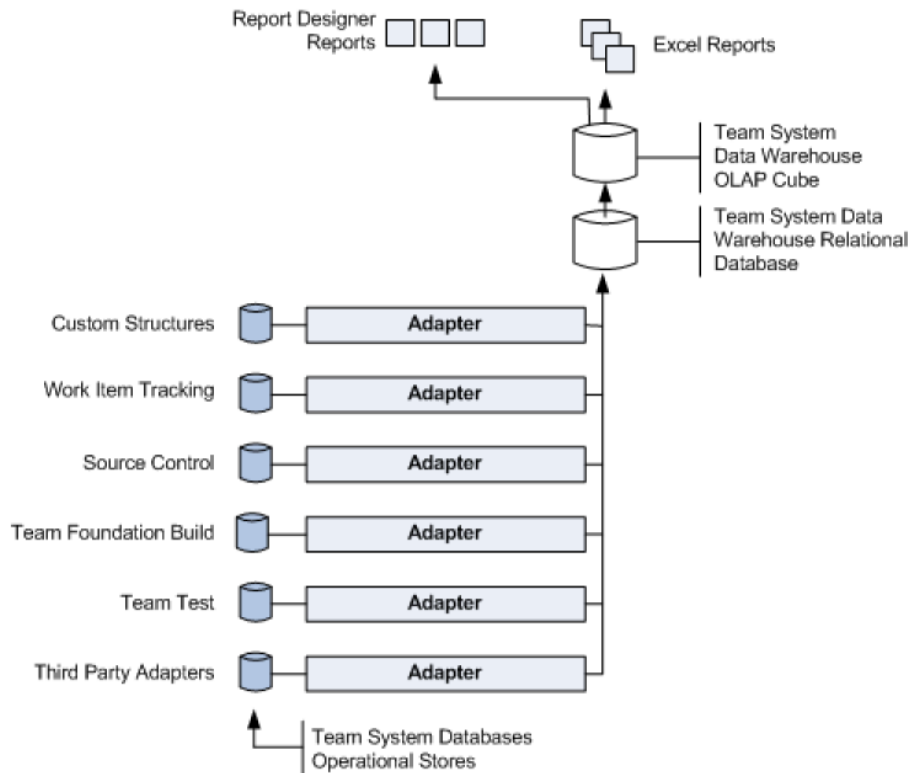 Report Designer
Reports
Excel Reports
Team System
Data Warehouse
OLAP Cube
Team System Data
Warehouse Relational
Database
Custom Structures
Adapter
Work Item Tracking
Adapter
Source Control
Adapter
Team Foundation Build
Adapter
Team Test
Adapter
Third Party Adapters
Adapter
Team System Databases
Operational Stores